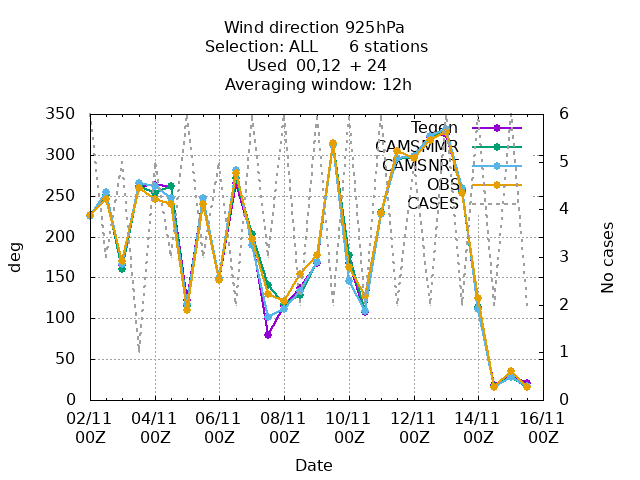 Wind direction 925hPa
Selection: ALL 6 stations
Used 00,12 + 24
Averaging window: 12h
deg
350
300
250
200
150
100
50
0
Tegen
CAMSMMR
CAMSNRT
OBS
CASES
6
5
4
3
2
1
0
No cases
02/11 04/11 06/11 08/11 10/11 12/11 14/11 16/11
00Z 00Z 00Z 00Z 00Z 00Z 00Z 00Z
Date